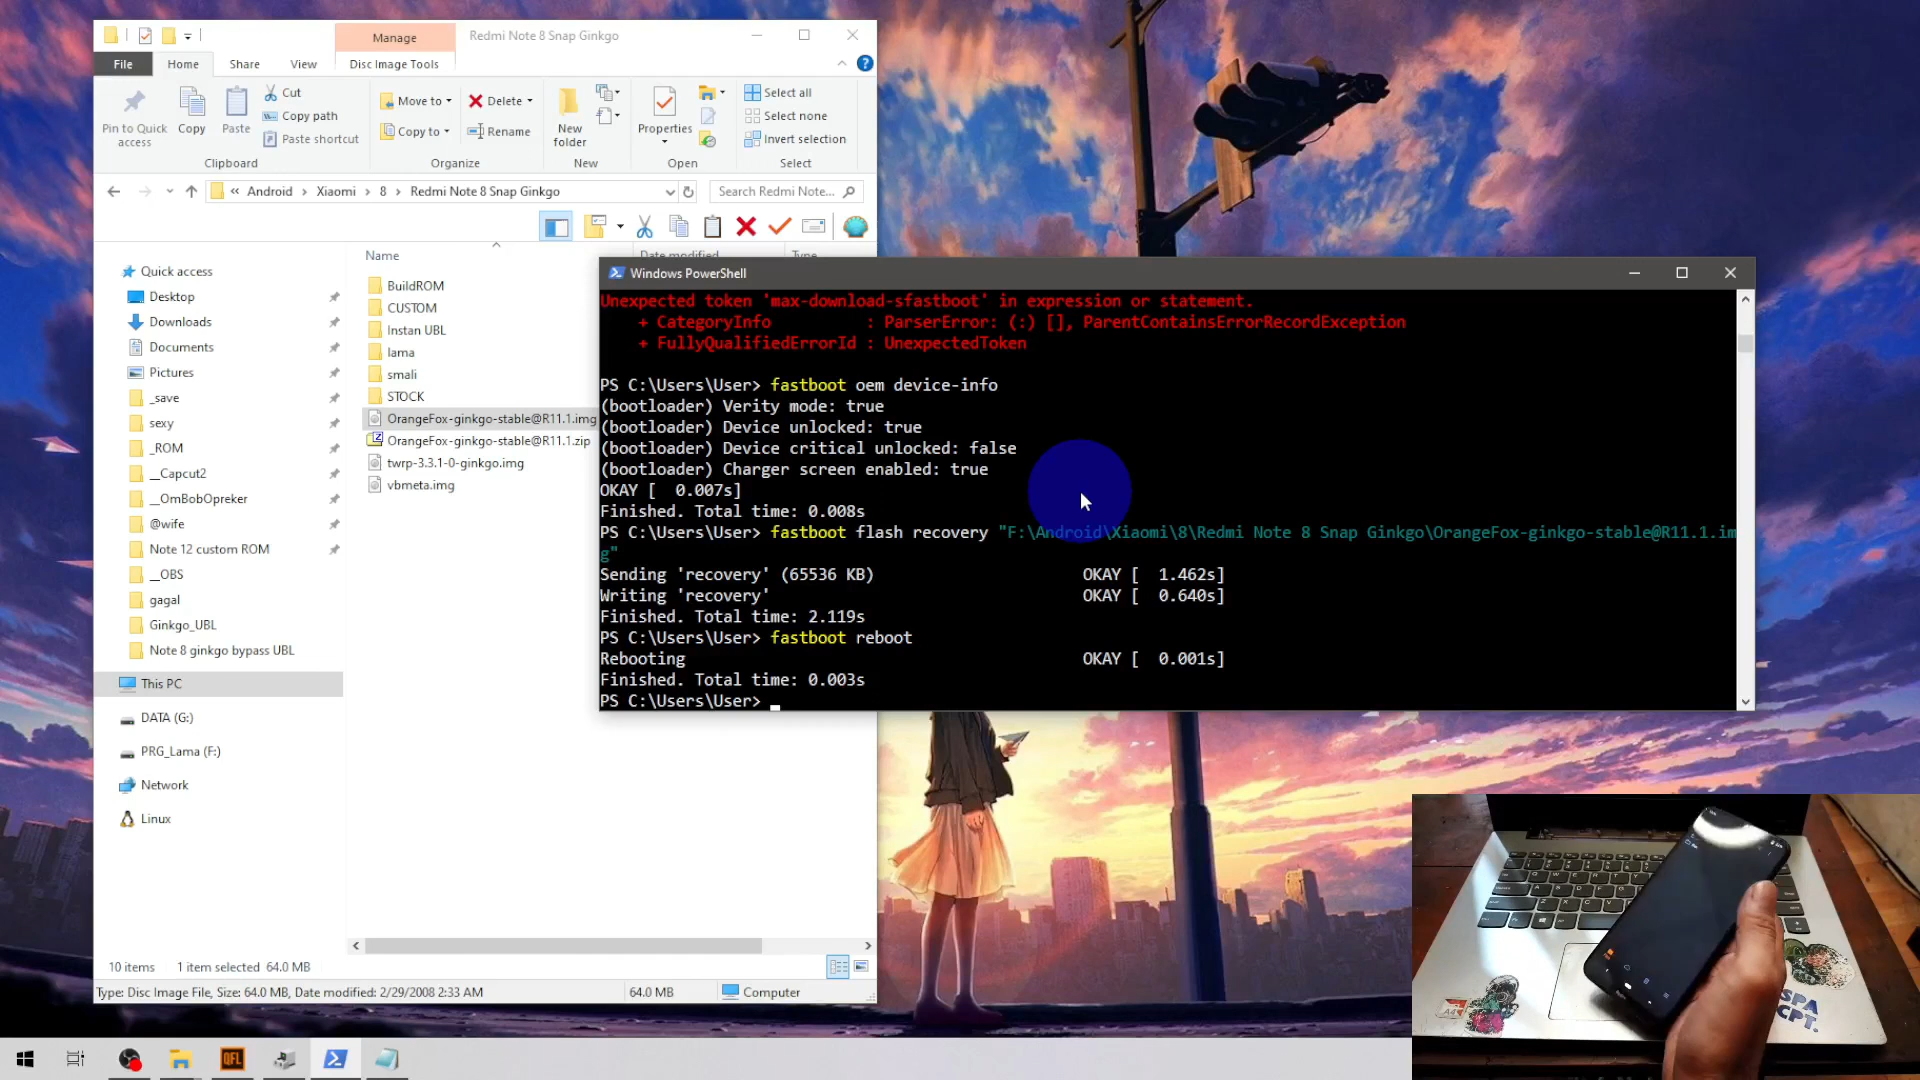 Manage
Redmi Note 8 Snap Ginkgo
File
Home
Share
View
Disc Image Tools
Pin to Quick access
Copy
Paste
Cut
Copy path
Paste shortcut
Clipboard
Move to
Copy to
Delete
Rename
Organize
New folder
New
Properties
Open
Select all
Select none
Invert selection
Select
« Android > Xiaomi > 8 > Redmi Note 8 Snap Ginkgo
Search Redmi Note...
Name
Date modified
Type
Quick access
Desktop
Downloads
Documents
Pictures
_save
sexy
_ROM
_Capcut2
__OmBobOpreker
@wife
Note 12 custom ROM
__OBS
gagal
Ginkgo_UBL
Note 8 ginkgo bypass UBL
This PC
DATA (G:)
PRG_Lama (F:)
Network
Linux
BuildROM
CUSTOM
Instan UBL
lama
smali
STOCK
OrangeFox-ginkgo-stable@R11.1.img
OrangeFox-ginkgo-stable@R11.1.zip
twrp-3.3.1-0-ginkgo.img
vbmeta.img
10 items
1 item selected 64.0 MB
Type: Disc Image File, Size: 64.0 MB, Date modified: 2/29/2008 2:33 AM
64.0 MB
Computer
Windows PowerShell
Unexpected token 'max-download-sfastboot' in expression or statement.
+ CategoryInfo : ParserError: (:) [], ParentContainsErrorRecordException
+ FullyQualifiedErrorId : UnexpectedToken
PS C:\Users\User> fastboot oem device-info
(bootloader) Verity mode: true
(bootloader) Device unlocked: true
(bootloader) Device critical unlocked: false
(bootloader) Charger screen enabled: true
OKAY [ 0.007s]
Finished. Total time: 0.008s
PS C:\Users\User> fastboot flash recovery "F:\Android\Xiaomi\8\Redmi Note 8 Snap Ginkgo\OrangeFox-ginkgo-stable@R11.1.im
g"
Sending 'recovery' (65536 KB) OKAY [ 1.462s]
Writing 'recovery' OKAY [ 0.640s]
Finished. Total time: 2.119s
PS C:\Users\User> fastboot reboot
Rebooting OKAY [ 0.001s]
Finished. Total time: 0.003s
PS C:\Users\User>
QFL
SPA
CPT.